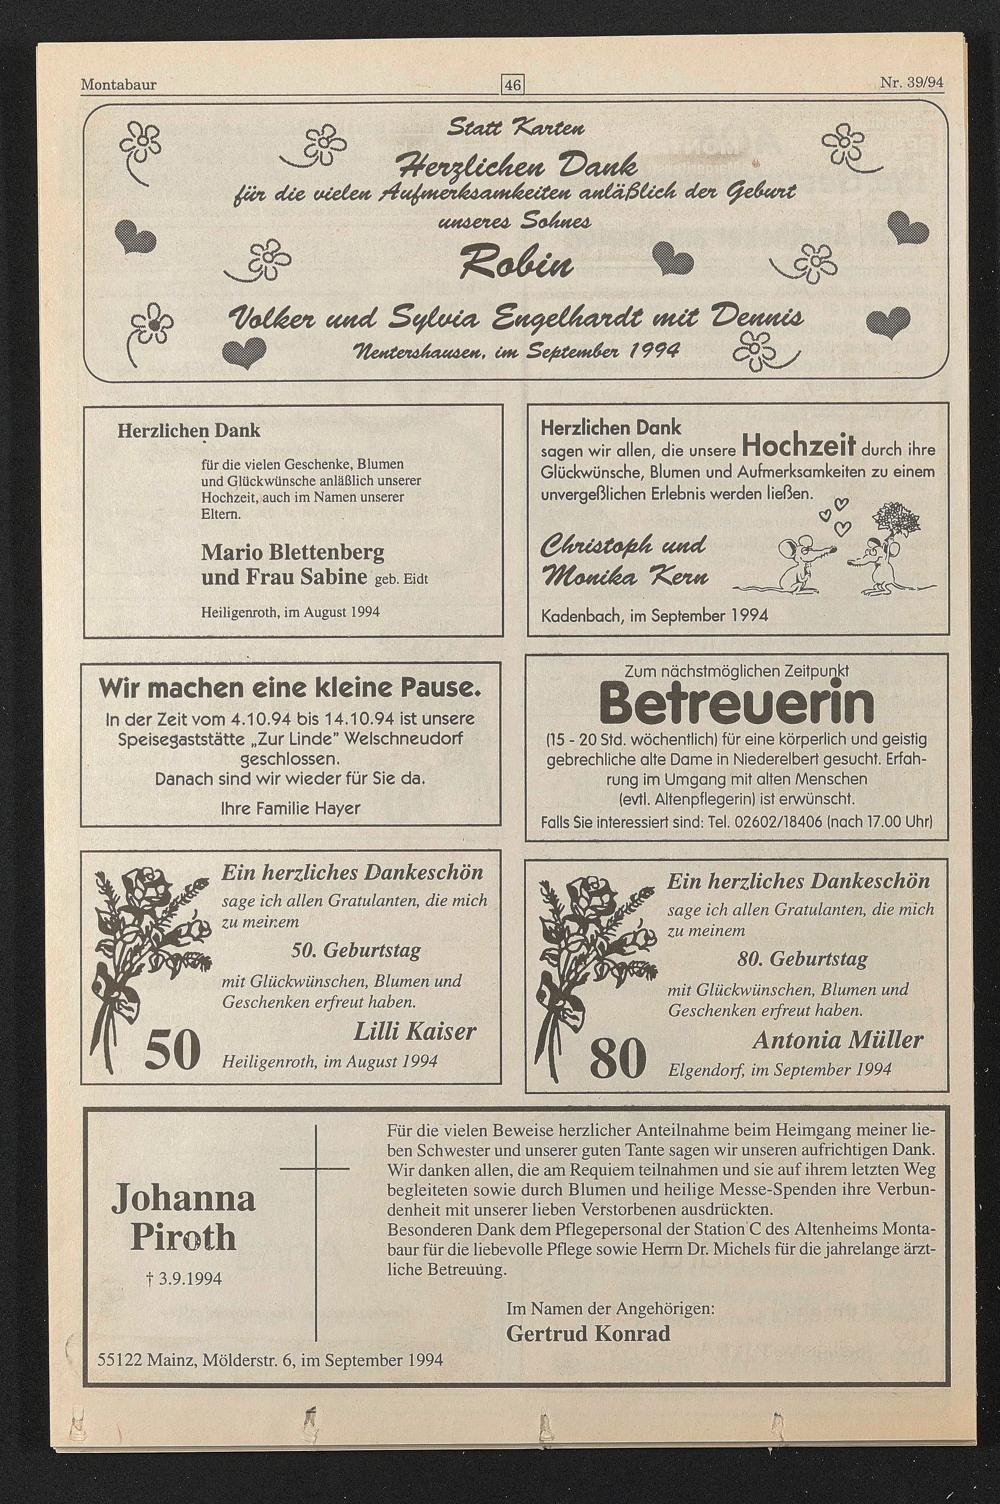 Montabaur
46
Nr. 39/94
Statt Karten
Herzlichen Dank
für die vielen Aufmerksamkeiten anläßlich der Geburt
unseres Sohnes
Robin
Volker und Sylvia Engelhardt mit Dennis
Nentershausen, im September 1994
Herzlichen Dank
für die vielen Geschenke, Blumen
und Glückwünsche anläßlich unserer
Hochzeit, auch im Namen unserer
Eltern.
Mario Blettenberg
und Frau Sabine geb. Eidt
Heiligenroth, im August 1994
Herzlichen Dank
sagen wir allen, die unsere Hochzeit durch ihre
Glückwünsche, Blumen und Aufmerksamkeiten zu einem
unvergeßlichen Erlebnis werden ließen.
Christoph und
Monika Kern
Kadenbach, im September 1994
Wir machen eine kleine Pause.
In der Zeit vom 4.10.94 bis 14.10.94 ist unsere
Speisegaststätte „Zur Linde" Welschneudorf
geschlossen.
Danach sind wir wieder für Sie da.
Ihre Familie Hayer
Zum nächstmöglichen Zeitpunkt
Betreuerin
(15 - 20 Std. wöchentlich) für eine körperlich und geistig
gebrechliche alte Dame in Niederelbert gesucht. Erfah-
rung im Umgang mit alten Menschen
(evtl. Altenpflegerin) ist erwünscht.
Falls Sie interessiert sind: Tel. 02602/18406 (nach 17.00 Uhr)
Ein herzliches Dankeschön
sage ich allen Gratulanten, die mich
zu meinem
50. Geburtstag
mit Glückwünschen, Blumen und
Geschenken erfreut haben.
Lilli Kaiser
50
Heiligenroth, im August 1994
Ein herzliches Dankeschön
sage ich allen Gratulanten, die mich
zu meinem
80. Geburtstag
mit Glückwünschen, Blumen und
Geschenken erfreut haben.
Antonia Müller
80
Elgendorf, im September 1994
Johanna
Piroth
† 3.9.1994
Für die vielen Beweise herzlicher Anteilnahme beim Heimgang meiner lie-
ben Schwester und unserer guten Tante sagen wir unseren aufrichtigen Dank.
Wir danken allen, die am Requiem teilnahmen und sie auf ihrem letzten Weg
begleiteten sowie durch Blumen und heilige Messe-Spenden ihre Verbun-
denheit mit unserer lieben Verstorbenen ausdrückten.
Besonderen Dank dem Pflegepersonal der Station C des Altenheims Monta-
baur für die liebevolle Pflege sowie Herrn Dr. Michels für die jahrelange ärzt-
liche Betreuung.
Im Namen der Angehörigen:
Gertrud Konrad
55122 Mainz, Mölderstr. 6, im September 1994